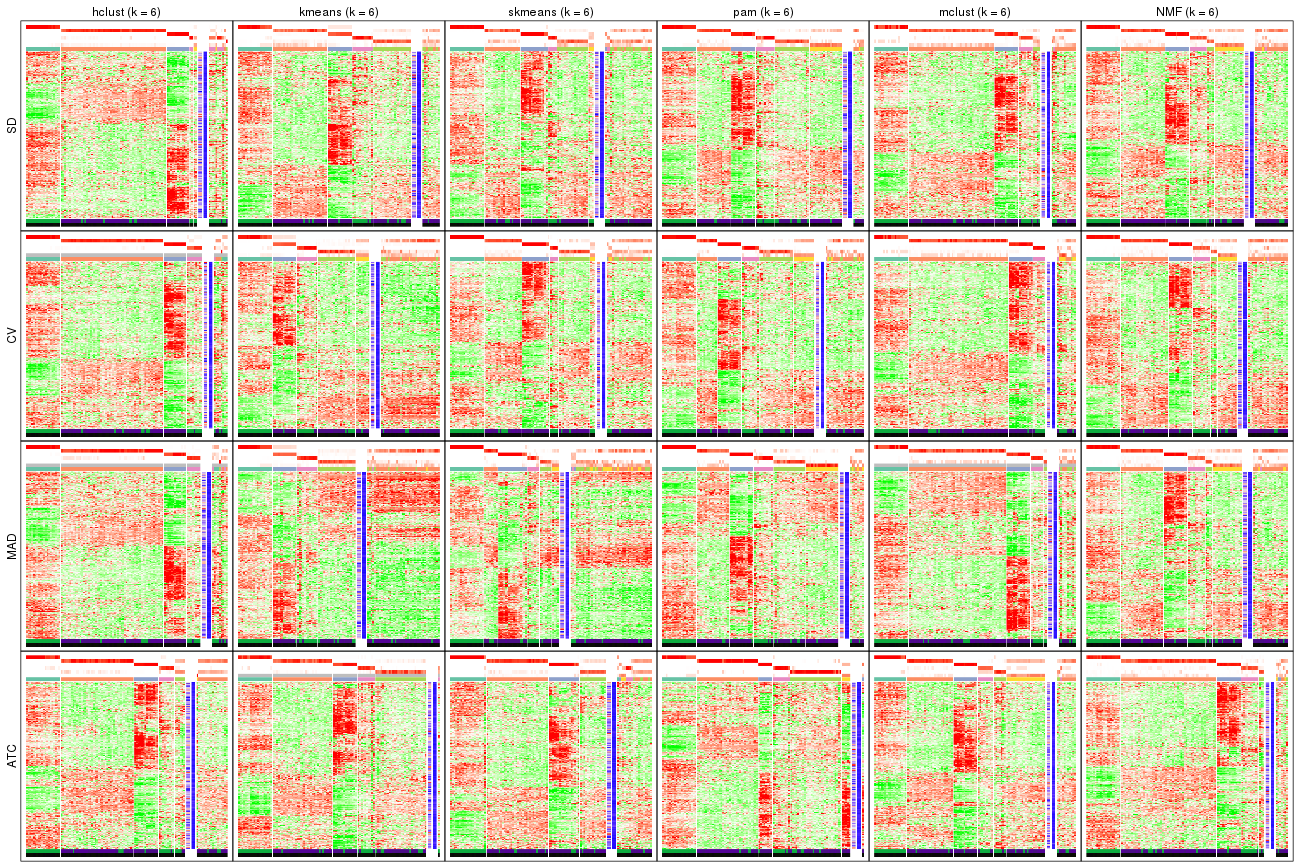 hclust (k = 6) kmeans (k = 6) skmeans (k = 6) pam (k = 6) mclust (k = 6) NMF (k = 6)
SD
CV
MAD
ATC